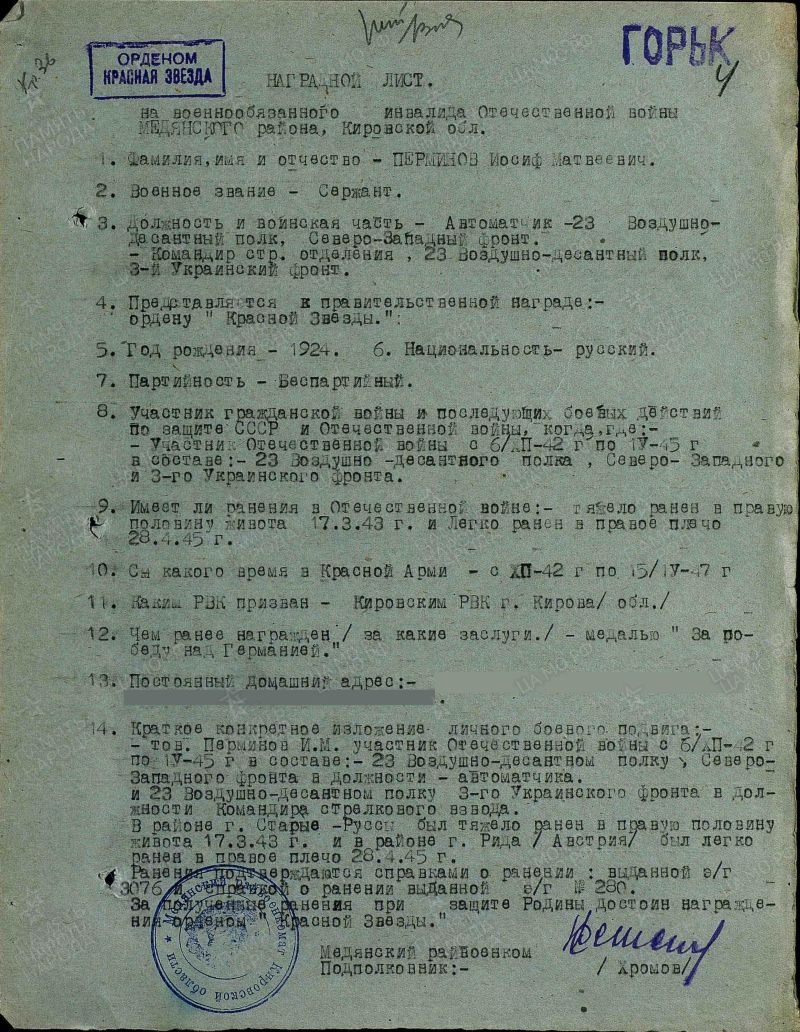 ОРДЕНОМ
КРАСНАЯ ЗВЕЗДА
ГОРЬК
4
НАГРАДНОЙ ЛИСТ.
на военнообязанного инвалида Отечественной войны
МЕДЯНСКОГО района, Кировской обл.
1. Фамилия,имя и отчество - ПЕРМИНОВ Иосиф Матвеевич.
2. Военное звание - Сержант.
3. Должность и воинская часть - Автоматчик -23 Воздушно-
десантный полк, Северо-Западный фронт.
- Командир стр. отделения , 23 Воздушно-десантный полк,
3-й Украинский фронт.
4. Представляется к правительственной награде:-
ордену " Красной Звезды.":
5. Год рождения - 1924. 6. Национальность- русский.
7. Партийность - Беспартийный.
8. Участник гражданской войны и последующих боевых действий
по защите СССР и Отечественной войны, когда,где:-
- Участник Отечественной войны с 6/ХП-42 г по 1У-45 г
в составе:- 23 Воздушно -десантного полка , Северо- Западного
и 3-го Украинского фронта.
9. Имеет ли ранения в Отечественной войне:- тяжело ранен в правую
половину живота 17.3.43 г. и Легко ранен в правое плечо
28.4.45 г.
10. Сы какого время в Красной Арми - с ХП-42 г по 15/1У-47 г
11. Каким РВК призван - Кировским РВК г. Кирова/ обл./
12. Чем ранее награжден / за какие заслуги./ - медалью " За по-
беду над Германией."
13. Постоянный домашний адрес:-
14. Краткое конкретное изложение личного боевого подвига:-
- тов. Перминов И.М. участник Отечественной войны с 6/ХП-42 г
по 1У-45 г в составе:- 23 Воздушно-десантном полку , Северо-
Западного фронта в должности - автоматчика.
и 23 Воздушно-десантном полку 3-го Украинского фронта в дол-
жности Командира стрелкового взвода.
В районе г. Старые -Руссы был тяжело ранен в правую половину
живота 17.3.43 г. и в районе г. Рида / Австрия/ был легко
ранен в правое плечо 28.4.45 г.
Ранения подтверждаются справками о ранении : выданной э/г
3076 и справкой о ранении выданной э/г № 280.
За полученные ранения при защите Родины достоин награжде-
ния орденом " Красной Звезды."
Медянский райвоенком
Подполковник:- / Хромов/
Медянский Райвоенкомат Кировской области